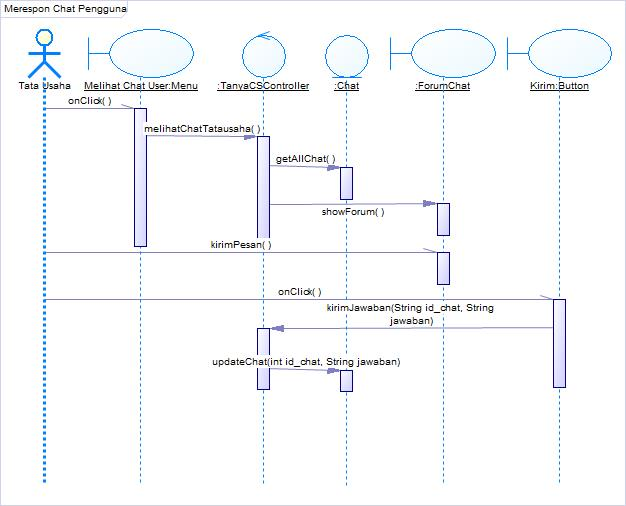 Merespon Chat Pengguna
Tata Usaha
Melihat Chat User:Menu
:TanyaCSController
:Chat
:ForumChat
Kirim:Button
onClick( )
melihatChatTatausaha( )
getAllChat( )
showForum( )
kirimPesan( )
onClick( )
kirimJawaban(String id_chat, String
jawaban)
updateChat(int id_chat, String jawaban)